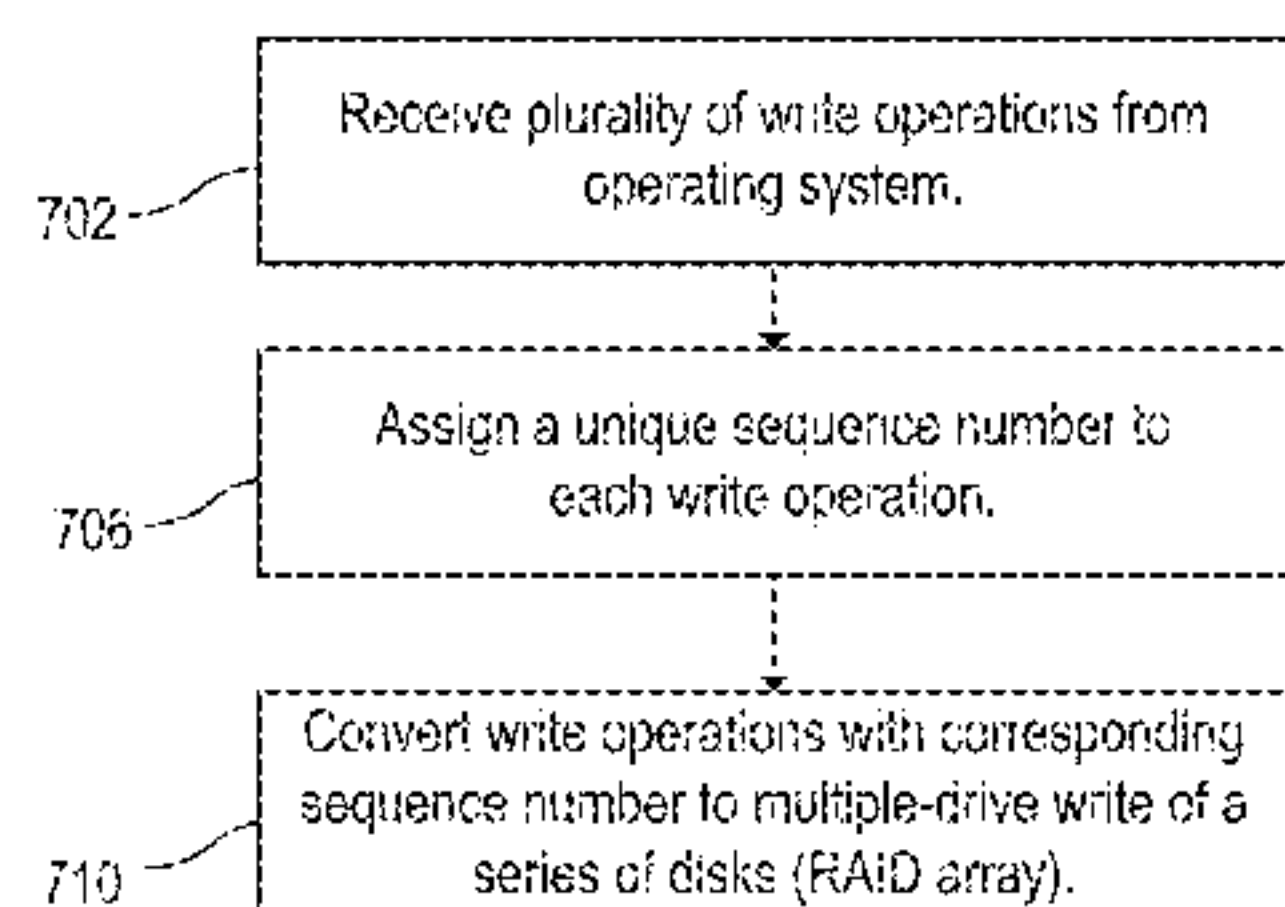 Receive plurality of write operations from
operating system.
702
Assign a unique sequence number to
each write operation.
706
Convert write operations with corresponding
sequence number to multiple-drive write of a
series of disks (RAID array).
710